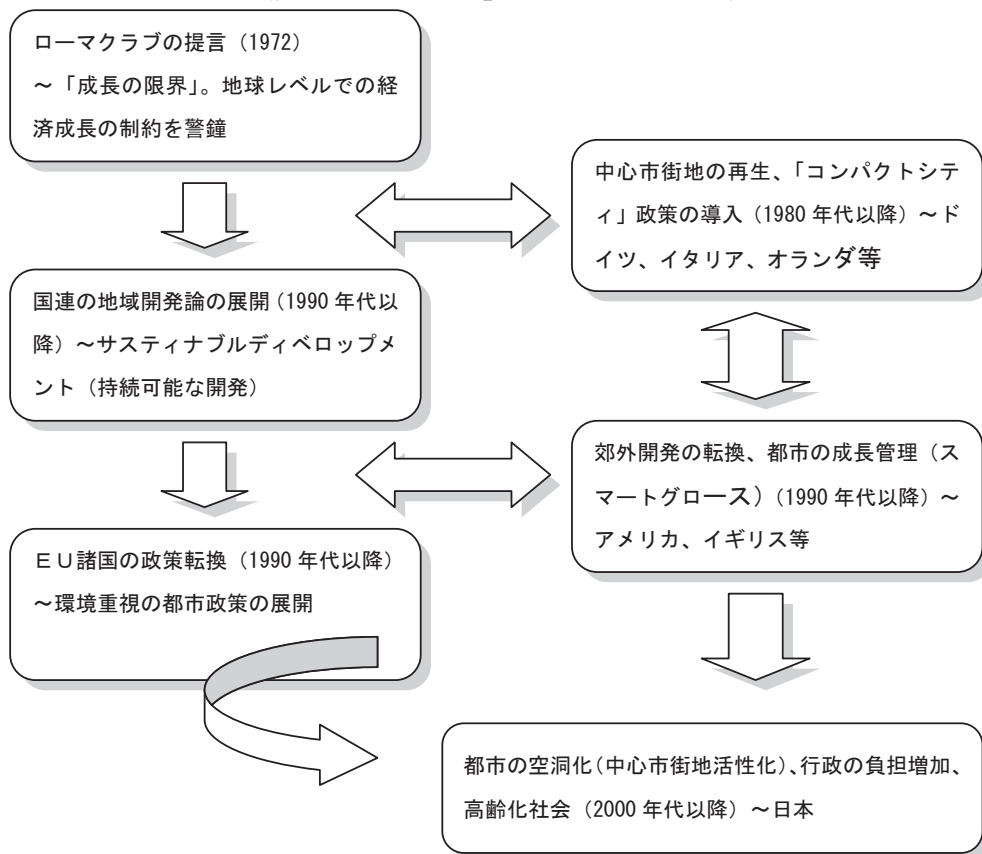 ローマクラブの提言（1972）
～「成長の限界」。地球レベルでの経
済成長の制約を警鐘
中心市街地の再生、「コンパクトシテ
ィ」政策の導入（1980 年代以降）～ド
イツ、イタリア、オランダ等
国連の地域開発論の展開（1990 年代以
降）～サスティナブルディベロップメ
ント（持続可能な開発）
郊外開発の転換、都市の成長管理（ス
マートグロース）（1990 年代以降）～
アメリカ、イギリス等
ＥＵ諸国の政策転換（1990 年代以降）
～環境重視の都市政策の展開
都市の空洞化（中心市街地活性化）、行政の負担増加、
高齢化社会（2000 年代以降）～日本